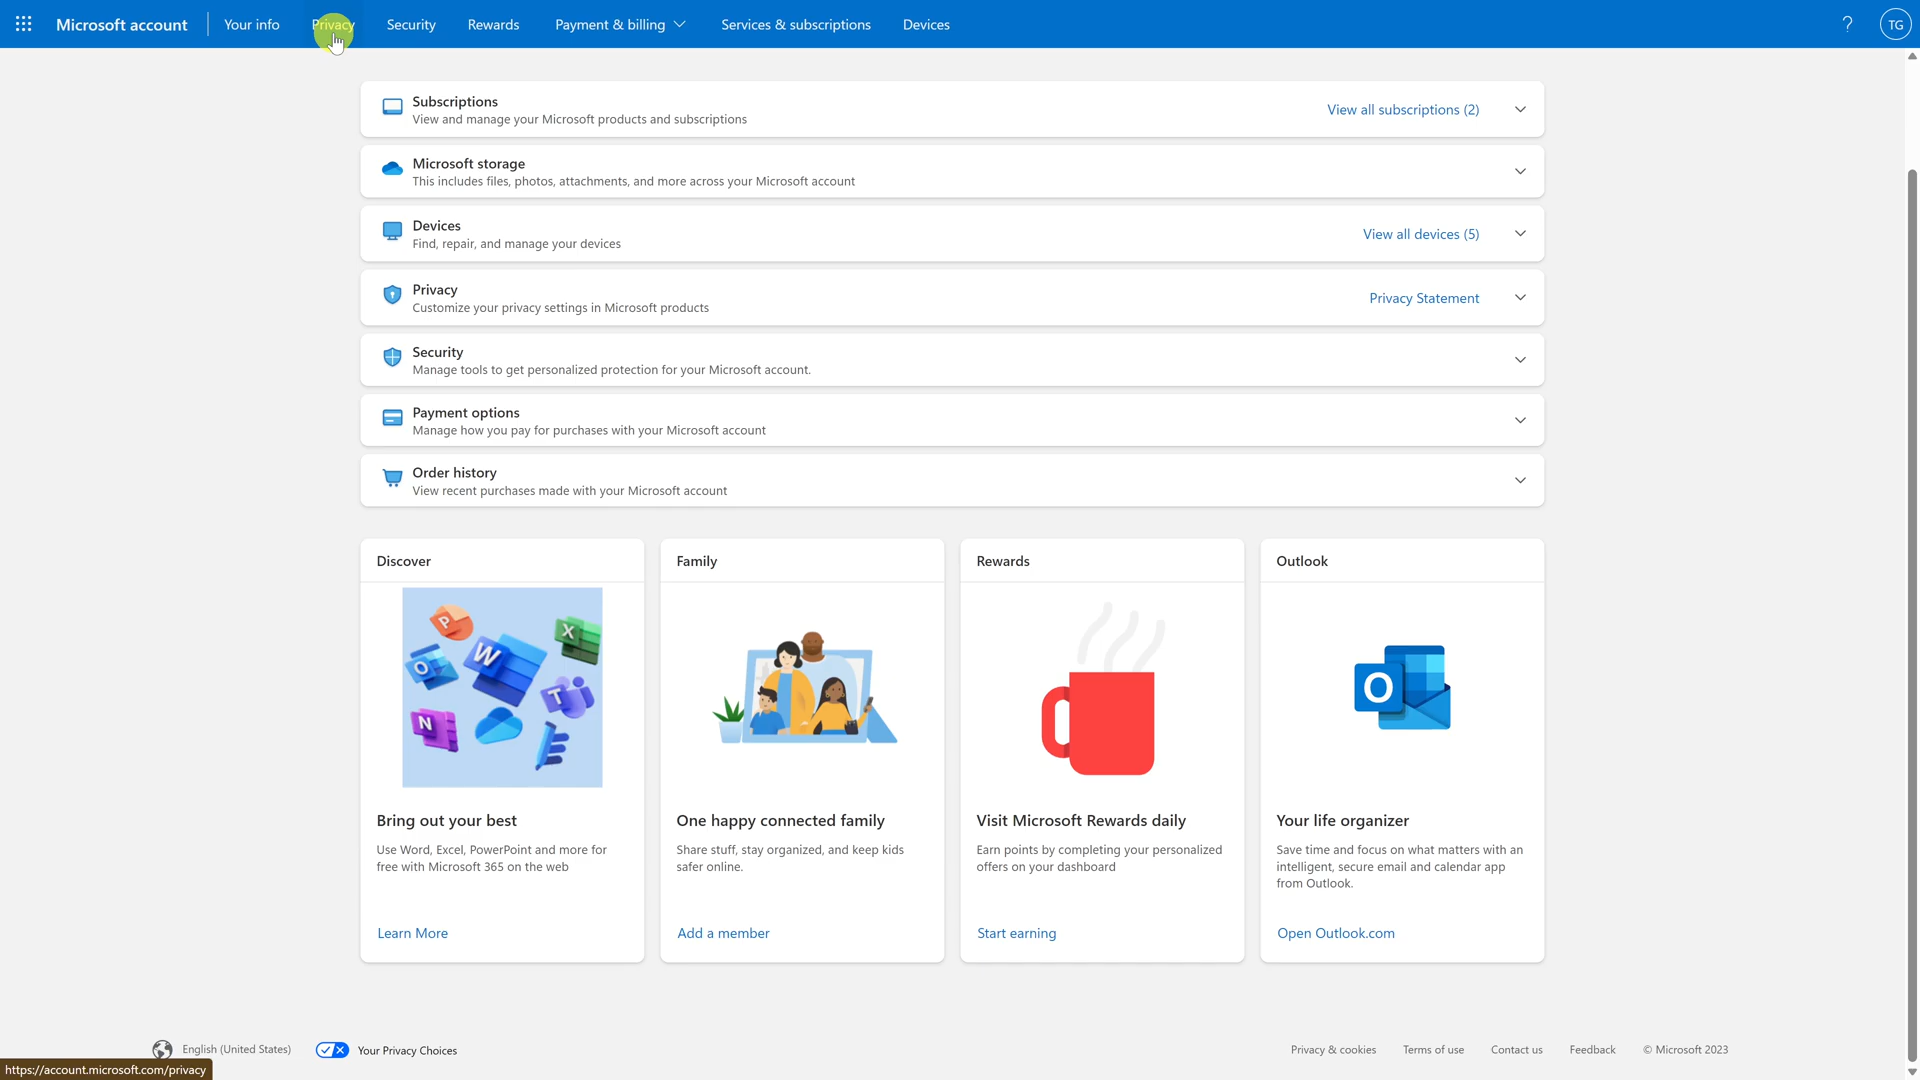 Microsoft account
Your info
Privacy
Security
Rewards
Payment & billing
Services & subscriptions
Devices
?
TG
Subscriptions
View and manage your Microsoft products and subscriptions
View all subscriptions (2)
Microsoft storage
This includes files, photos, attachments, and more across your Microsoft account
Devices
Find, repair, and manage your devices
View all devices (5)
Privacy
Customize your privacy settings in Microsoft products
Privacy Statement
Security
Manage tools to get personalized protection for your Microsoft account.
Payment options
Manage how you pay for purchases with your Microsoft account
Order history
View recent purchases made with your Microsoft account
Discover
P
X
W
O
T
N
Bring out your best
Use Word, Excel, PowerPoint and more for
free with Microsoft 365 on the web
Learn More
Family
One happy connected family
Share stuff, stay organized, and keep kids
safer online.
Add a member
Rewards
Visit Microsoft Rewards daily
Earn points by completing your personalized
offers on your dashboard
Start earning
Outlook
O
Your life organizer
Save time and focus on what matters with an
intelligent, secure email and calendar app
from Outlook.
Open Outlook.com
English (United States)
Your Privacy Choices
Privacy & cookies
Terms of use
Contact us
Feedback
© Microsoft 2023
https://account.microsoft.com/privacy